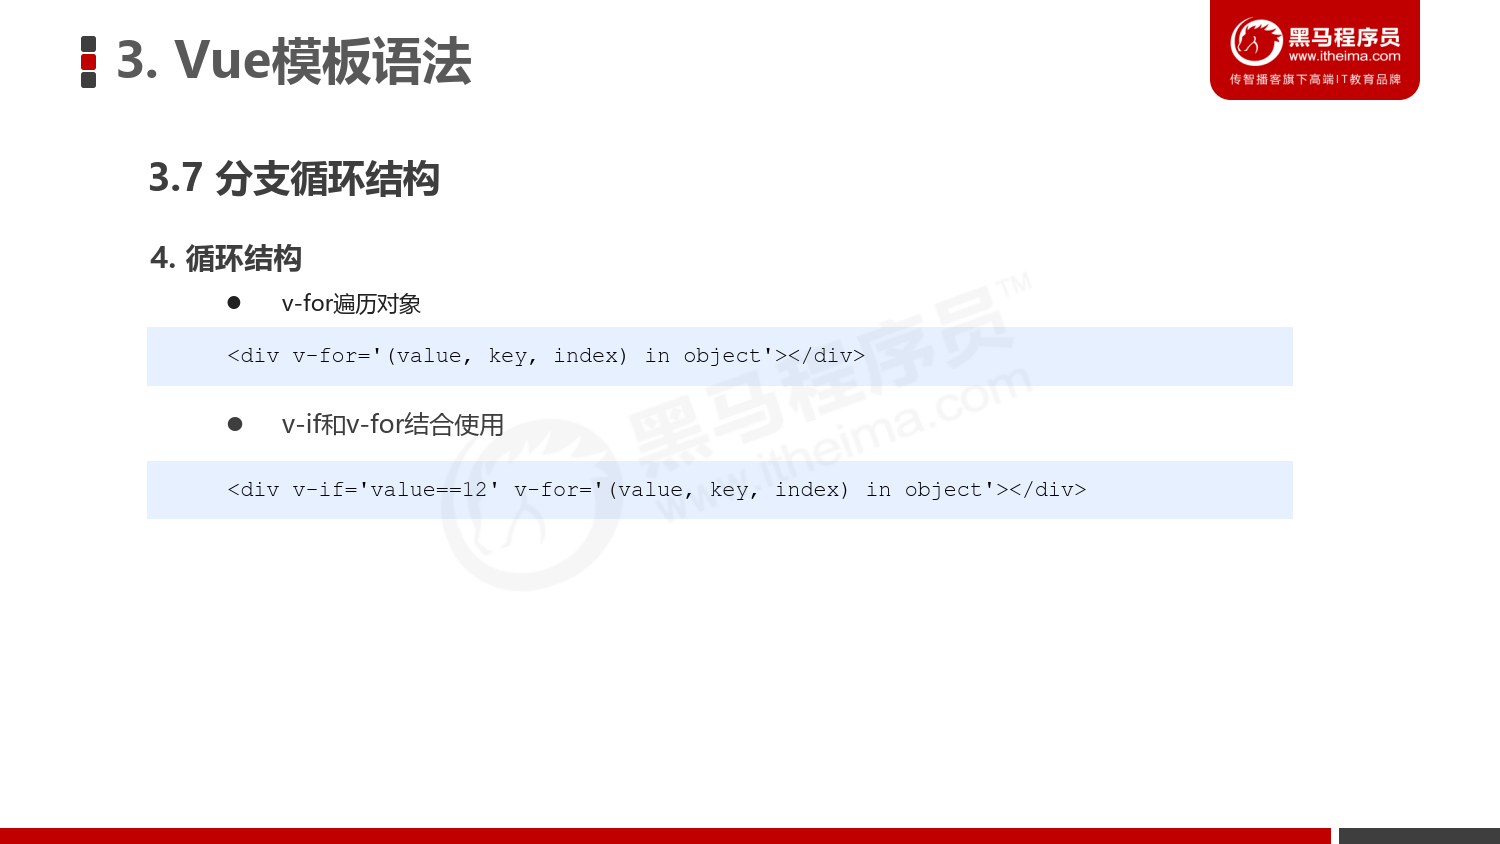 3. Vue模板语法
黑马程序员
www.itheima.com
传智播客旗下高端IT教育品牌
3.7 分支循环结构
4. 循环结构
● v-for遍历对象
<div v-for='(value, key, index) in object'></div>
● v-if和v-for结合使用
<div v-if='value==12' v-for='(value, key, index) in object'></div>
黑马程序员™
www.itheima.com